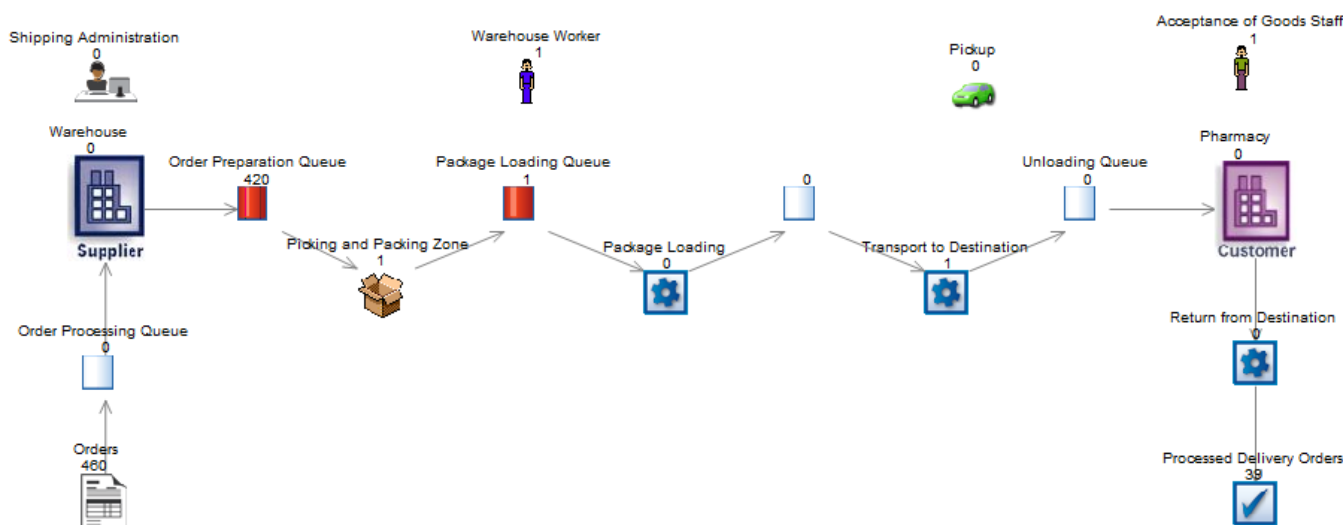 Shipping Administration
0
Warehouse Worker
1
Pickup
0
Acceptance of Goods Staff
1
Warehouse
0
Supplier
Order Preparation Queue
420
Package Loading Queue
1
0
Unloading Queue
0
Pharmacy
0
Customer
Picking and Packing Zone
1
Package Loading
0
Transport to Destination
1
Order Processing Queue
0
Return from Destination
0
Orders
460
Processed Delivery Orders
39